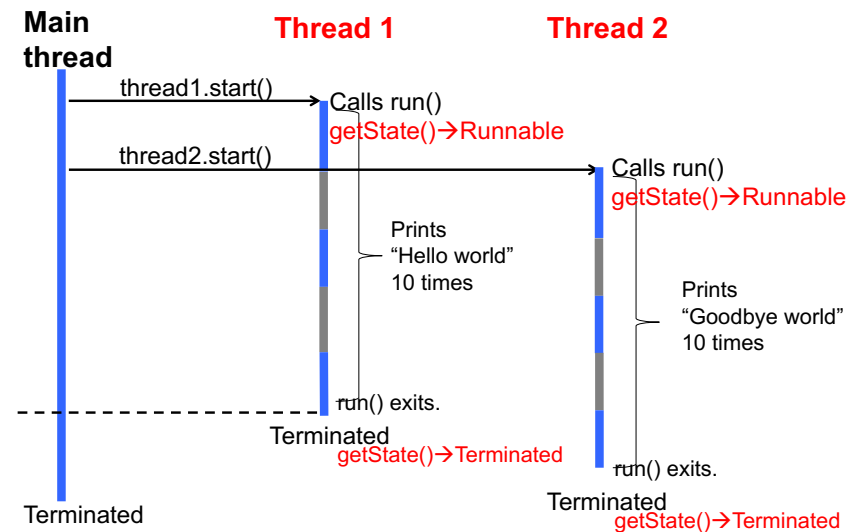 Main
thread
Thread 1
Thread 2
thread1.start()
Calls run()
getState()→Runnable
thread2.start()
Calls run()
getState()→Runnable
Prints
“Hello world”
10 times
Prints
“Goodbye world”
10 times
run() exits.
Terminated
getState()→Terminated
run() exits.
Terminated
getState()→Terminated
Terminated